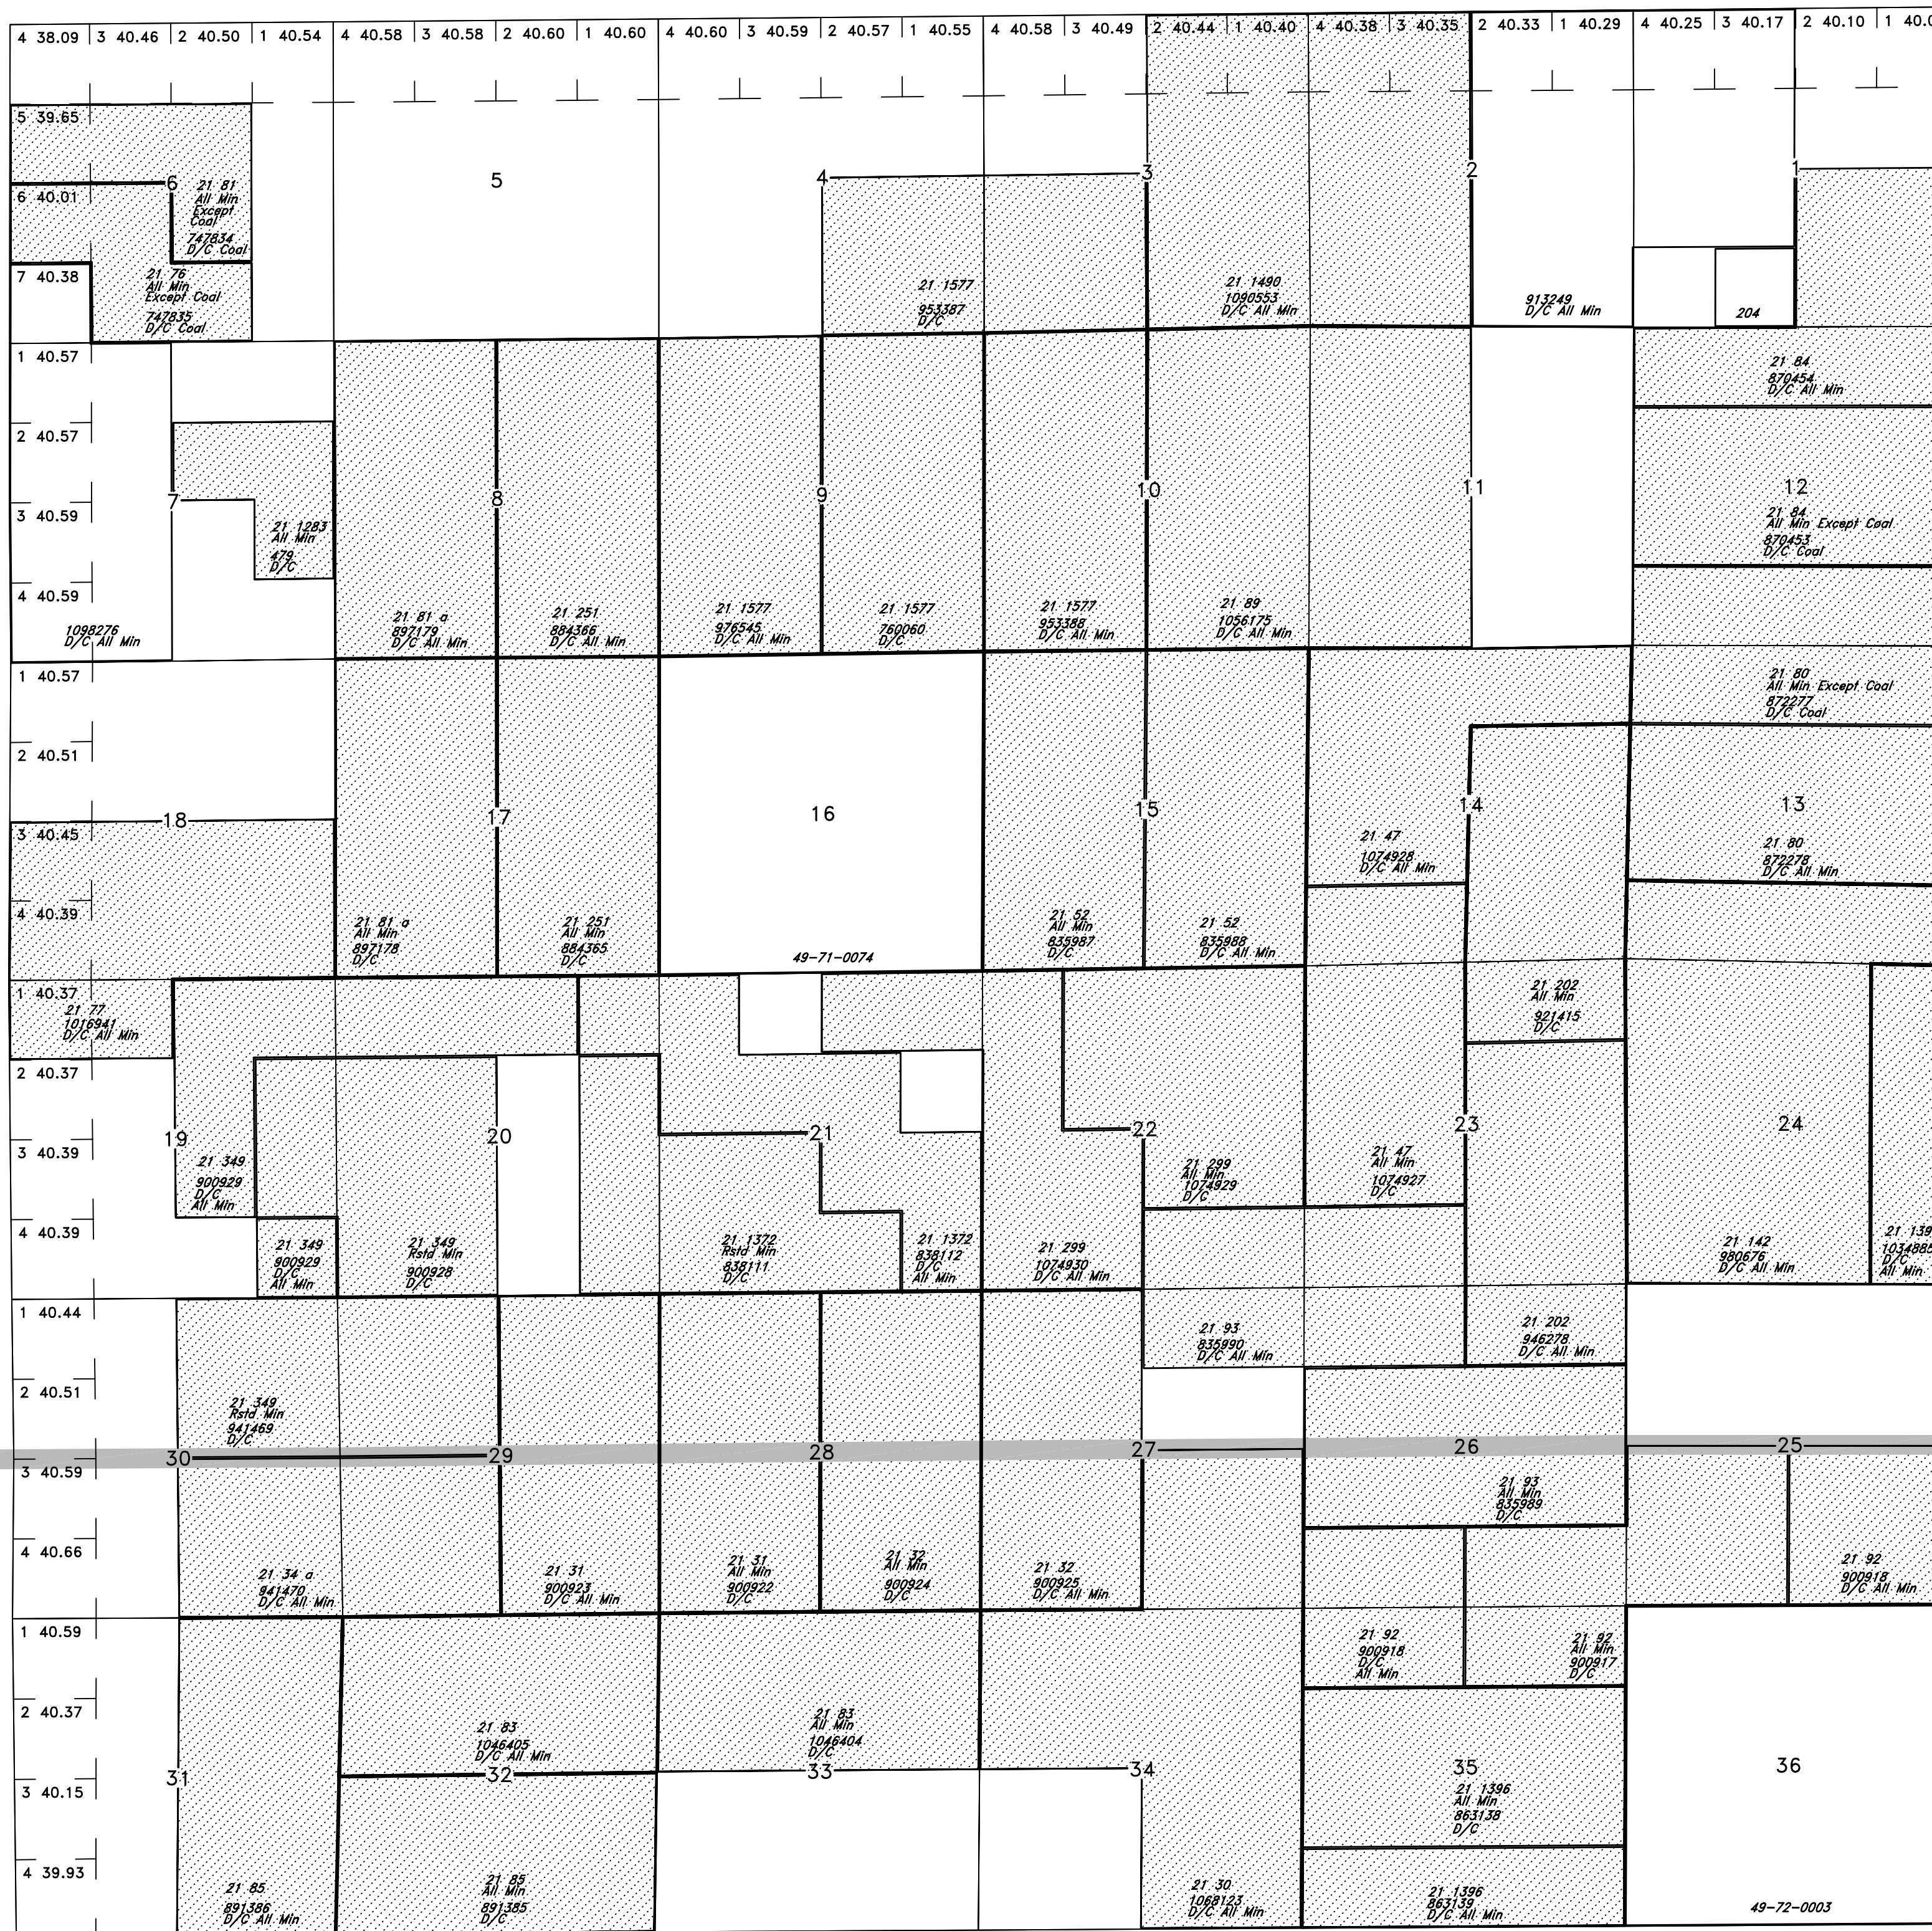 4 38.09 | 3 40.46 | 2 40.50 | 1 40.54 | 4 40.58 | 3 40.58 | 2 40.60 | 1 40.60 | 4 40.60 | 3 40.59 | 2 40.57 | 1 40.55 | 4 40.58 | 3 40.49 | 2 40.44 | 1 40.40 | 4 40.38 | 3 40.35 | 2 40.33 | 1 40.29 | 4 40.25 | 3 40.17 | 2 40.10 | 1
5 39.65
6 5 4 3 2 1
6 40.01
21 81
All Min
Except
Coal
747834
D/C Coal
7 40.38
21 76
All Min
Except Coal
747835
D/C Coal
21 1577
953387
D/C
21 1490
1090553
D/C All Min
913249
D/C All Min
204
1 40.57
21 84
870454
D/C All Min
2 40.57
7 8 9 10 11 12
3 40.59
21 1283
All Min
479
D/C
21 84
All Min Except Coal
870453
D/C Coal
4 40.59
1098276
D/C All Min
21 81 a
897179
D/C All Min
21 251
884366
D/C All Min
21 1577
976545
D/C All Min
21 1577
760060
D/C
21 1577
953388
D/C All Min
21 89
1056175
D/C All Min
1 40.57
21 80
All Min Except Coal
872277
D/C Coal
2 40.51
18 17 16 15 14 13
3 40.45
21 47
1074928
D/C All Min
21 80
872278
D/C All Min
4 40.39
21 81 a
All Min
897178
D/C
21 251
All Min
884365
D/C
49-71-0074
21 52
All Min
835987
D/C
21 52
835988
D/C All Min
1 40.37
21 77
1016941
D/C All Min
21 202
All Min
921415
D/C
2 40.37
19 20 21 22 23 24
3 40.39
21 349
900929
D/C
All Min
21 299
All Min
1074929
D/C
21 47
All Min
1074927
D/C
4 40.39
21 349
900929
D/C
All Min
21 349
Rstd Min
900928
D/C
21 1372
Rstd Min
838111
D/C
21 1372
838112
D/C
All Min
21 299
1074930
D/C All Min
21 142
980676
D/C All Min
21 139
1034885
D/C
All Min
1 40.44
21 93
835990
D/C All Min
21 202
946278
D/C All Min
2 40.51
21 349
Rstd Min
941469
D/C
30 29 28 27 26 25
3 40.59
21 93
All Min
835989
D/C
4 40.66
21 34 a
941470
D/C All Min
21 31
900923
D/C All Min
21 31
All Min
900922
D/C
21 32
All Min
900924
D/C
21 32
900925
D/C All Min
21 92
900918
D/C All Min
1 40.59
21 92
900918
D/C
All Min
21 92
All Min
900917
D/C
2 40.37
21 83
1046405
D/C All Min
21 83
All Min
1046404
D/C
31 32 33 34 35 36
3 40.15
21 1396
All Min
863138
D/C
4 39.93
21 85
891386
D/C All Min
21 85
All Min
891385
D/C
21 30
1068123
D/C All Min
21 1396
863139
D/C All Min
49-72-0003